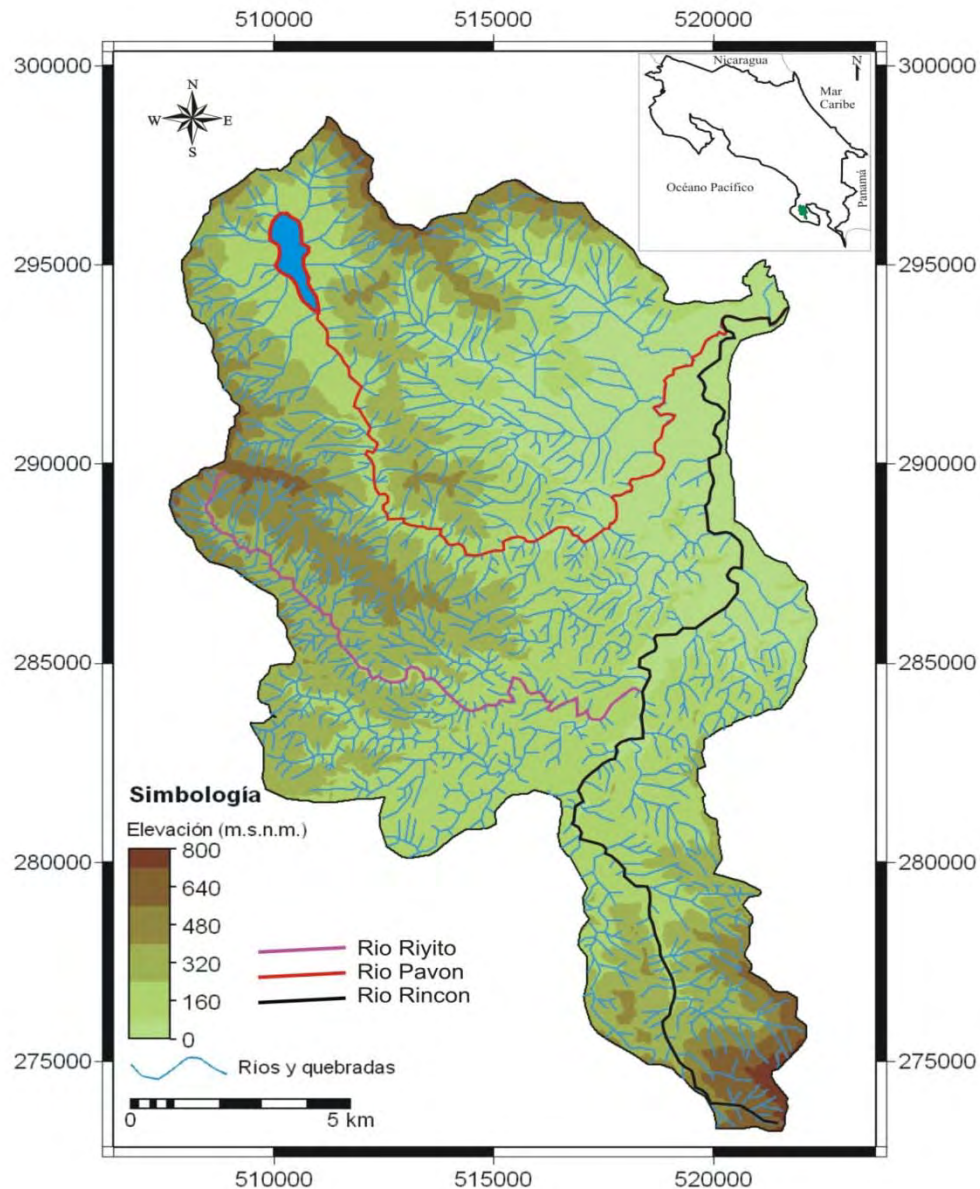 510000 515000 520000
300000 300000
Nicaragua
N
Mar
Caribe
Océano Pacífico
Panamá
N
W E
S
295000 295000
290000 290000
285000 285000
Simbología
Elevación (m.s.n.m.)
800
640
480
320
160
0
280000 280000
Rio Riyito
Rio Pavon
Rio Rincon
275000 275000
Ríos y quebradas
0 5 km
510000 515000 520000